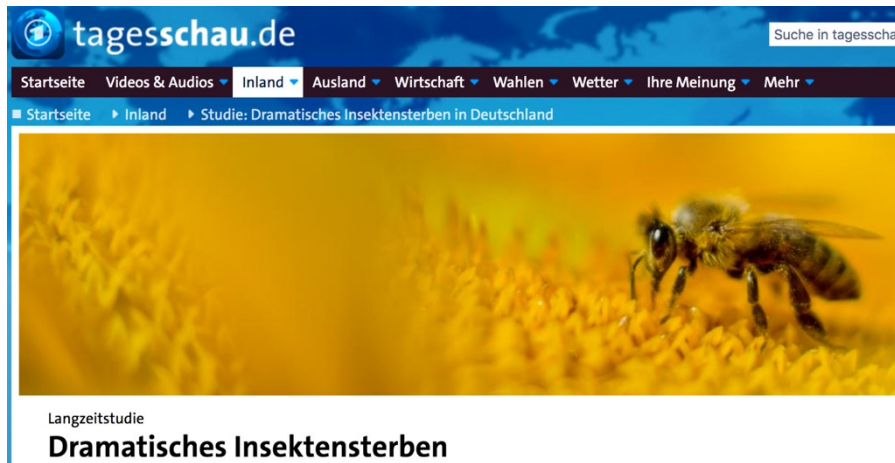 tagesschau.de
Suche in tagesscha
Startseite Videos & Audios Inland Ausland Wirtschaft Wahlen Wetter Ihre Meinung Mehr
Startseite Inland Studie: Dramatisches Insektensterben in Deutschland
Langzeitstudie
Dramatisches Insektensterben